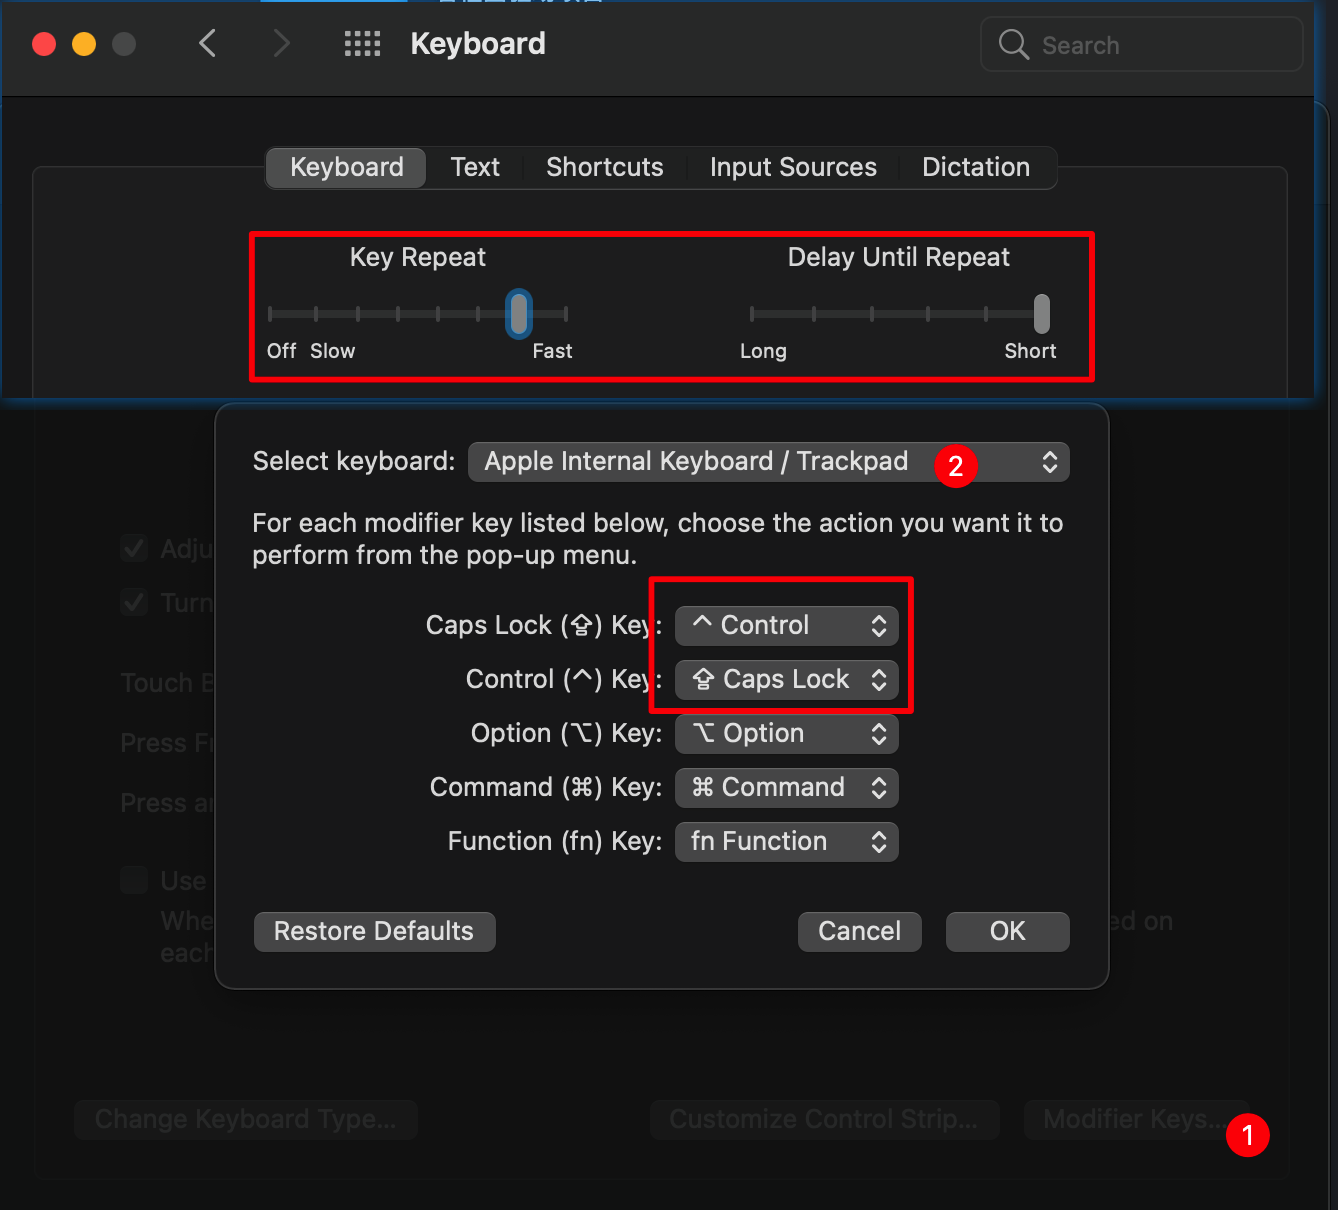 Keyboard
Search
Keyboard Text Shortcuts Input Sources Dictation
Key Repeat Delay Until Repeat
Off Slow Fast Long Short
Select keyboard: Apple Internal Keyboard / Trackpad 2
For each modifier key listed below, choose the action you want it to
perform from the pop-up menu.
Caps Lock (⇪) Key: ^ Control
Control (^) Key: ⇪ Caps Lock
Option (⌥) Key: ⌥ Option
Command (⌘) Key: ⌘ Command
Function (fn) Key: fn Function
Restore Defaults Cancel OK
Adju
Turn
Touch B
Press Fr
Press an
Use
Whe ed on
each
Change Keyboard Type... Customize Control Strip... Modifier Keys... 1